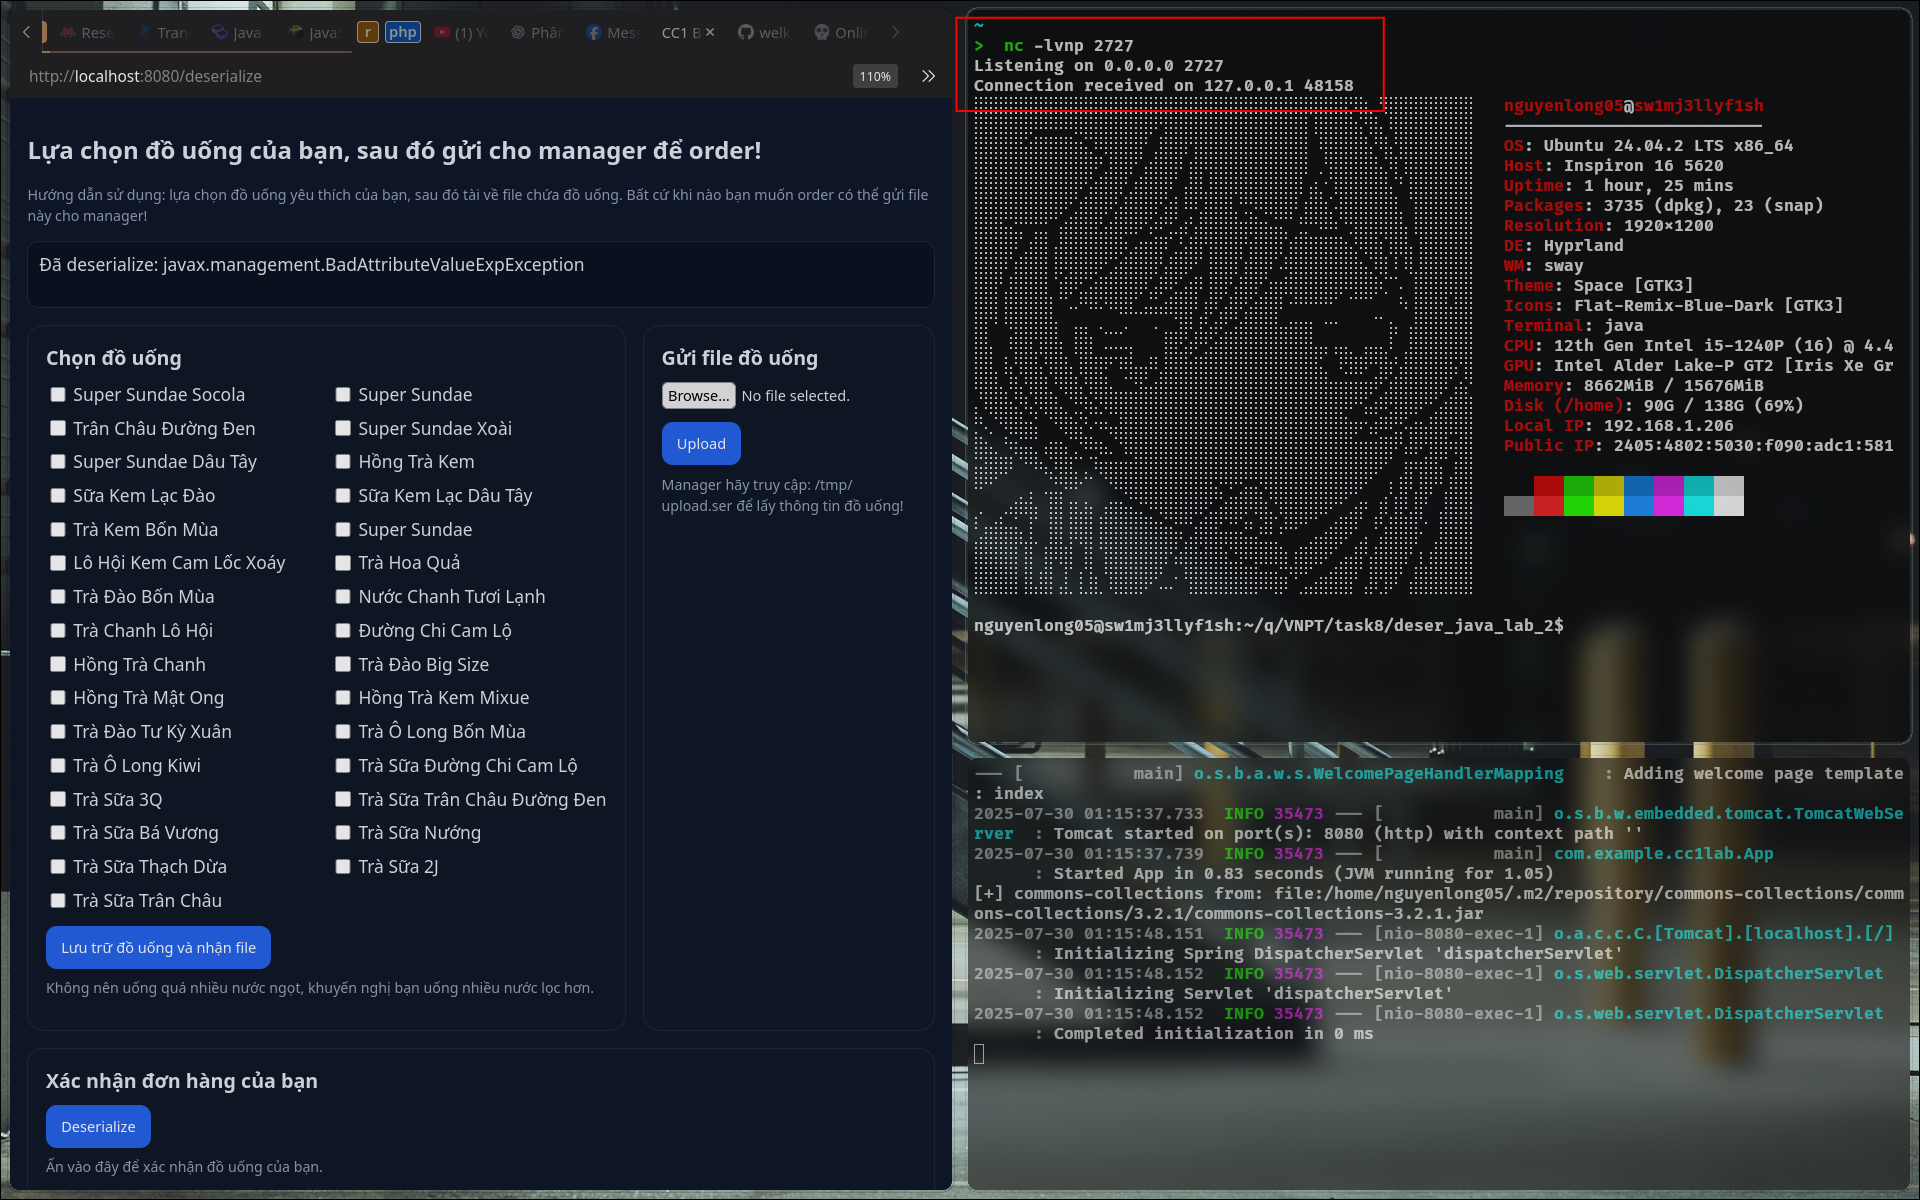 Rese
Tran
Java
Java
r
php
(1) Y
Phân
Mes
CC1 B ×
welk
Onli
http://localhost:8080/deserialize
110%
Lựa chọn đồ uống của bạn, sau đó gửi cho manager để order!
Hướng dẫn sử dụng: lựa chọn đồ uống yêu thích của bạn, sau đó tài về file chứa đồ uống. Bất cứ khi nào bạn muốn order có thể gửi file
này cho manager!
Đã deserialize: javax.management.BadAttributeValueExpException
Chọn đồ uống
Super Sundae Socola
Super Sundae
Trân Châu Đường Đen
Super Sundae Xoài
Super Sundae Dâu Tây
Hồng Trà Kem
Sữa Kem Lạc Đào
Sữa Kem Lạc Dâu Tây
Trà Kem Bốn Mùa
Super Sundae
Lô Hội Kem Cam Lốc Xoáy
Trà Hoa Quả
Trà Đào Bốn Mùa
Nước Chanh Tươi Lạnh
Trà Chanh Lô Hội
Đường Chi Cam Lộ
Hồng Trà Chanh
Trà Đào Big Size
Hồng Trà Mật Ong
Hồng Trà Kem Mixue
Trà Đào Tư Kỳ Xuân
Trà Ô Long Bốn Mùa
Trà Ô Long Kiwi
Trà Sữa Đường Chi Cam Lộ
Trà Sữa 3Q
Trà Sữa Trân Châu Đường Đen
Trà Sữa Bá Vương
Trà Sữa Nướng
Trà Sữa Thạch Dừa
Trà Sữa 2J
Trà Sữa Trân Châu
Lưu trữ đồ uống và nhận file
Không nên uống quá nhiều nước ngọt, khuyến nghị bạn uống nhiều nước lọc hơn.
Gửi file đồ uống
Browse... No file selected.
Upload
Manager hãy truy cập: /tmp/
upload.ser để lấy thông tin đồ uống!
Xác nhận đơn hàng của bạn
Deserialize
Ấn vào đây để xác nhận đồ uống của bạn.
~
> nc -lvnp 2727
Listening on 0.0.0.0 2727
Connection received on 127.0.0.1 48158
nguyenlong05@sw1mj3llyf1sh
OS: Ubuntu 24.04.2 LTS x86_64
Host: Inspiron 16 5620
Uptime: 1 hour, 25 mins
Packages: 3735 (dpkg), 23 (snap)
Resolution: 1920×1200
DE: Hyprland
WM: sway
Theme: Space [GTK3]
Icons: Flat-Remix-Blue-Dark [GTK3]
Terminal: java
CPU: 12th Gen Intel i5-1240P (16) @ 4.4
GPU: Intel Alder Lake-P GT2 [Iris Xe Gr
Memory: 8662MiB / 15676MiB
Disk (/home): 90G / 138G (69%)
Local IP: 192.168.1.206
Public IP: 2405:4802:5030:f090:adc1:581
nguyenlong05@sw1mj3llyf1sh:~/q/VNPT/task8/deser_java_lab_2$
--- [           main] o.s.b.a.w.s.WelcomePageHandlerMapping    : Adding welcome page template
: index
2025-07-30 01:15:37.733  INFO 35473 --- [           main] o.s.b.w.embedded.tomcat.TomcatWebSe
rver  : Tomcat started on port(s): 8080 (http) with context path ''
2025-07-30 01:15:37.739  INFO 35473 --- [           main] com.example.cc1lab.App
: Started App in 0.83 seconds (JVM running for 1.05)
[+] commons-collections from: file:/home/nguyenlong05/.m2/repository/commons-collections/comm
ons-collections/3.2.1/commons-collections-3.2.1.jar
2025-07-30 01:15:48.151  INFO 35473 --- [nio-8080-exec-1] o.a.c.c.C.[Tomcat].[localhost].[/]
: Initializing Spring DispatcherServlet 'dispatcherServlet'
2025-07-30 01:15:48.152  INFO 35473 --- [nio-8080-exec-1] o.s.web.servlet.DispatcherServlet
: Initializing Servlet 'dispatcherServlet'
2025-07-30 01:15:48.152  INFO 35473 --- [nio-8080-exec-1] o.s.web.servlet.DispatcherServlet
: Completed initialization in 0 ms